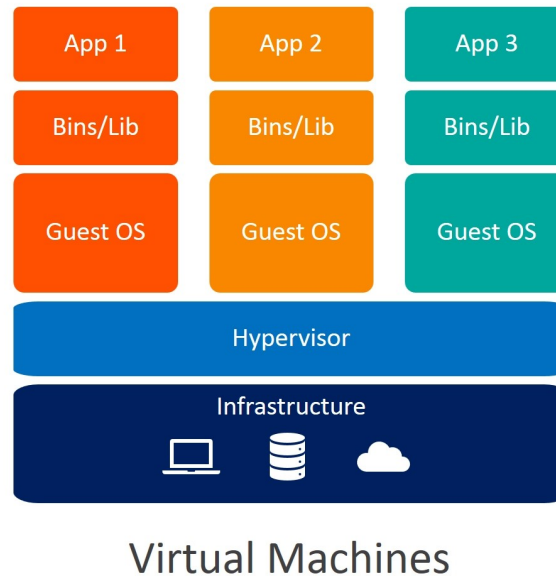 App 1
App 2
App 3
Bins/Lib
Bins/Lib
Bins/Lib
Guest OS
Guest OS
Guest OS
Hypervisor
Infrastructure
Virtual Machines